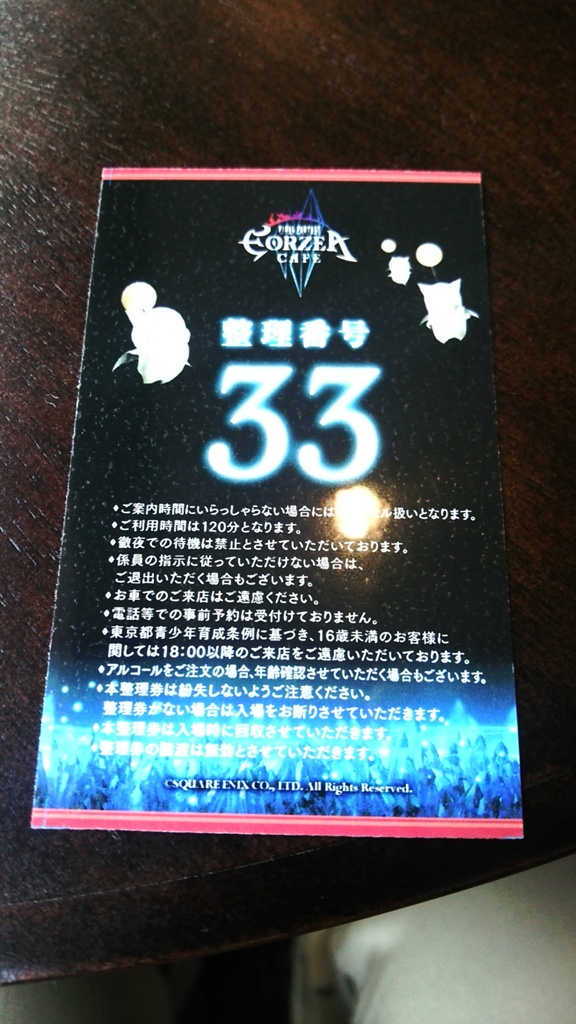 FINAL FANTASY
EORZEA
CAFE
整理番号
33
◆ご案内時間にいらっしゃらない場合には ル扱いとなります。
◆ご利用時間は120分となります。
◆徹夜での待機は禁止とさせていただいております。
◆係員の指示に従っていただけない場合は、
ご退出いただく場合もございます。
◆お車でのご来店はご遠慮ください。
◆電話等での事前予約は受付けておりません。
◆東京都青少年育成条例に基づき、16歳未満のお客様に
関しては18:00以降のご来店をご遠慮いただいております。
◆アルコールをご注文の場合、年齢確認させていただく場合もございます。
◆本整理券は紛失しないようご注意ください。
整理券がない場合は入場をお断りさせていただきます。
◆本整理券は入場時に回収させていただきます。
◆整理券の譲渡は無効とさせていただきます。
©SQUARE ENIX CO., LTD. All Rights Reserved.